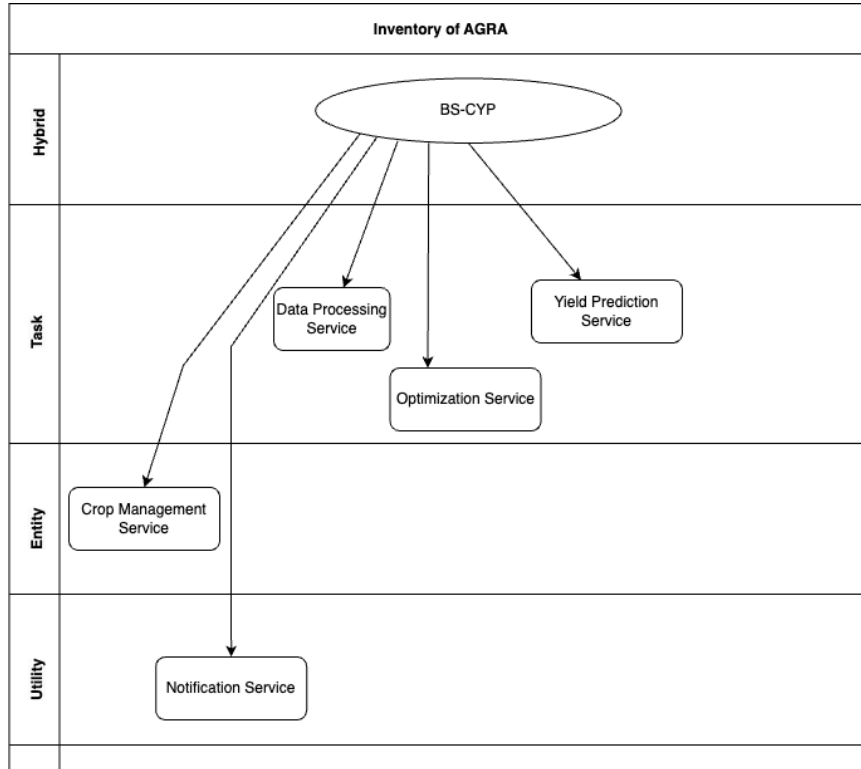 Inventory of AGRA
Hybrid
BS-CYP
Task
Data Processing
Service
Yield Prediction
Service
Optimization Service
Entity
Crop Management
Service
Utility
Notification Service